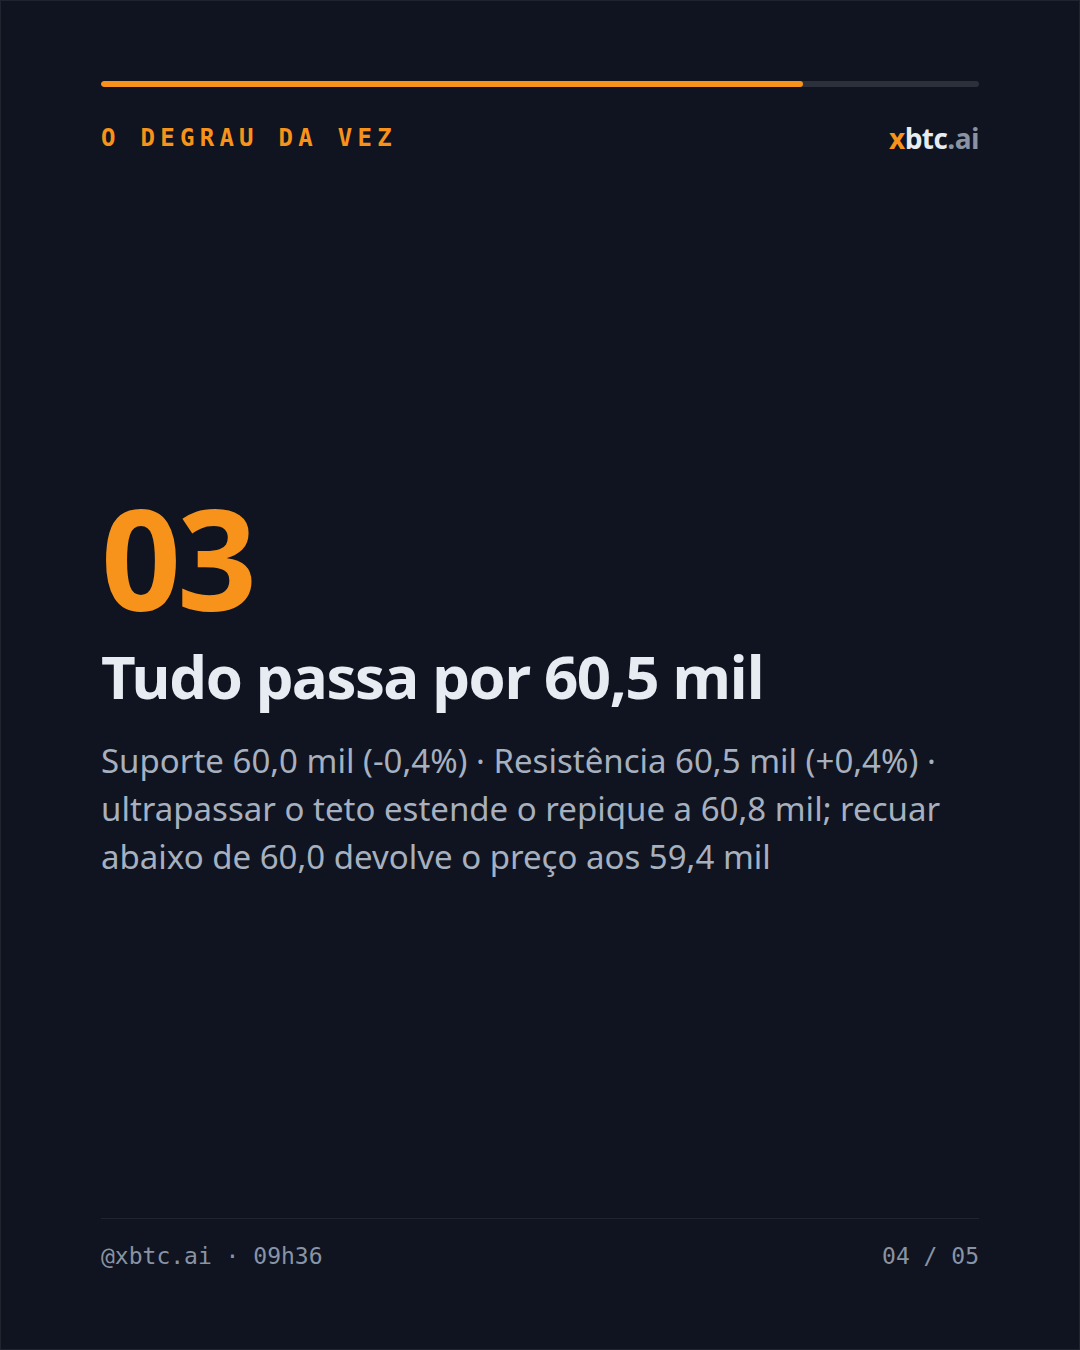 O DEGRAU DA VEZ
xbtc.ai
03
Tudo passa por 60,5 mil
Suporte 60,0 mil (-0,4%) · Resistência 60,5 mil (+0,4%) ·
ultrapassar o teto estende o repique a 60,8 mil; recuar
abaixo de 60,0 devolve o preço aos 59,4 mil
@xbtc.ai · 09h36
04 / 05